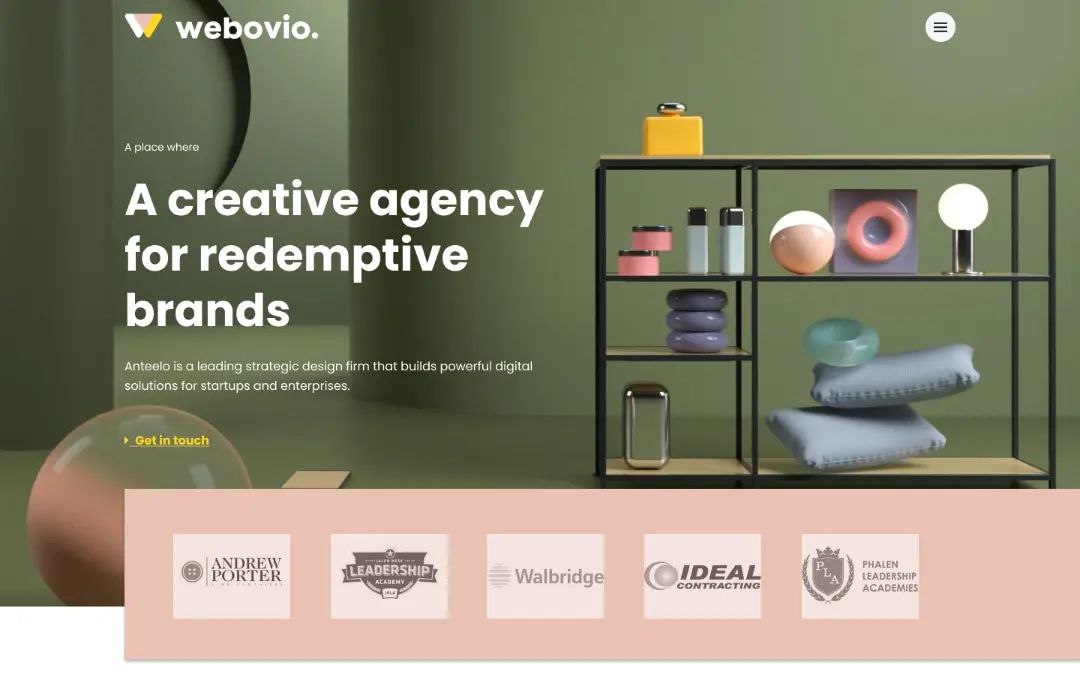 webovio.
A place where
A creative agency
for redemptive
brands
Anteelo is a leading strategic design firm that builds powerful digital
solutions for startups and enterprises.
Get in touch
ANDREW
PORTER
LEADERSHIP
ACADEMY
Walbridge
IDEAL
CONTRACTING
PLA
PHALEN
LEADERSHIP
ACADEMIES